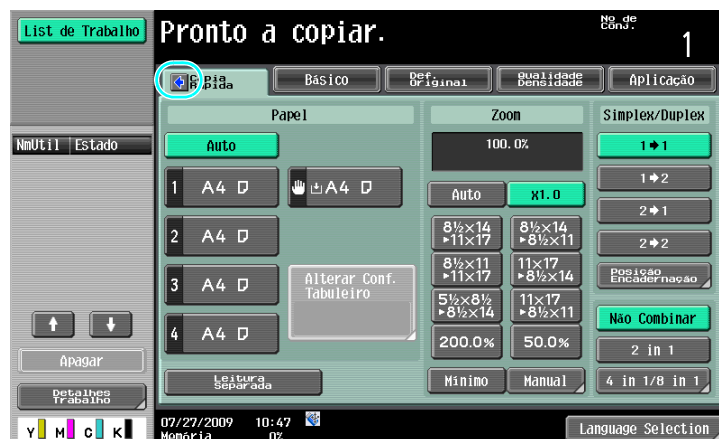 List de Trabalho
Pronto a copiar.
No de
Conj.
1
Cópia
Rápida
Básico
Def.
Original
Qualidade
Densidade
Aplicação
Papel
Zoom
Simplex/Duplex
NmUtil Estado
Auto
100.0%
1➧1
1 A4
A4
Auto
x1.0
1➧2
2➧1
2 A4
8½×14
▸11×17
8½×14
▸8½×11
2➧2
3 A4
Alterar Conf.
Tabuleiro
8½×11
▸11×17
11×17
▸8½×14
Posição
Encadernação
5½×8½
▸8½×14
11×17
▸8½×11
Não Combinar
4 A4
200.0%
50.0%
2 in 1
Apagar
Leitura
Separada
Mínimo
Manual
4 in 1/8 in 1
Detalhes
Trabalho
Y M C K
07/27/2009 10:47
Memória 0%
Language Selection